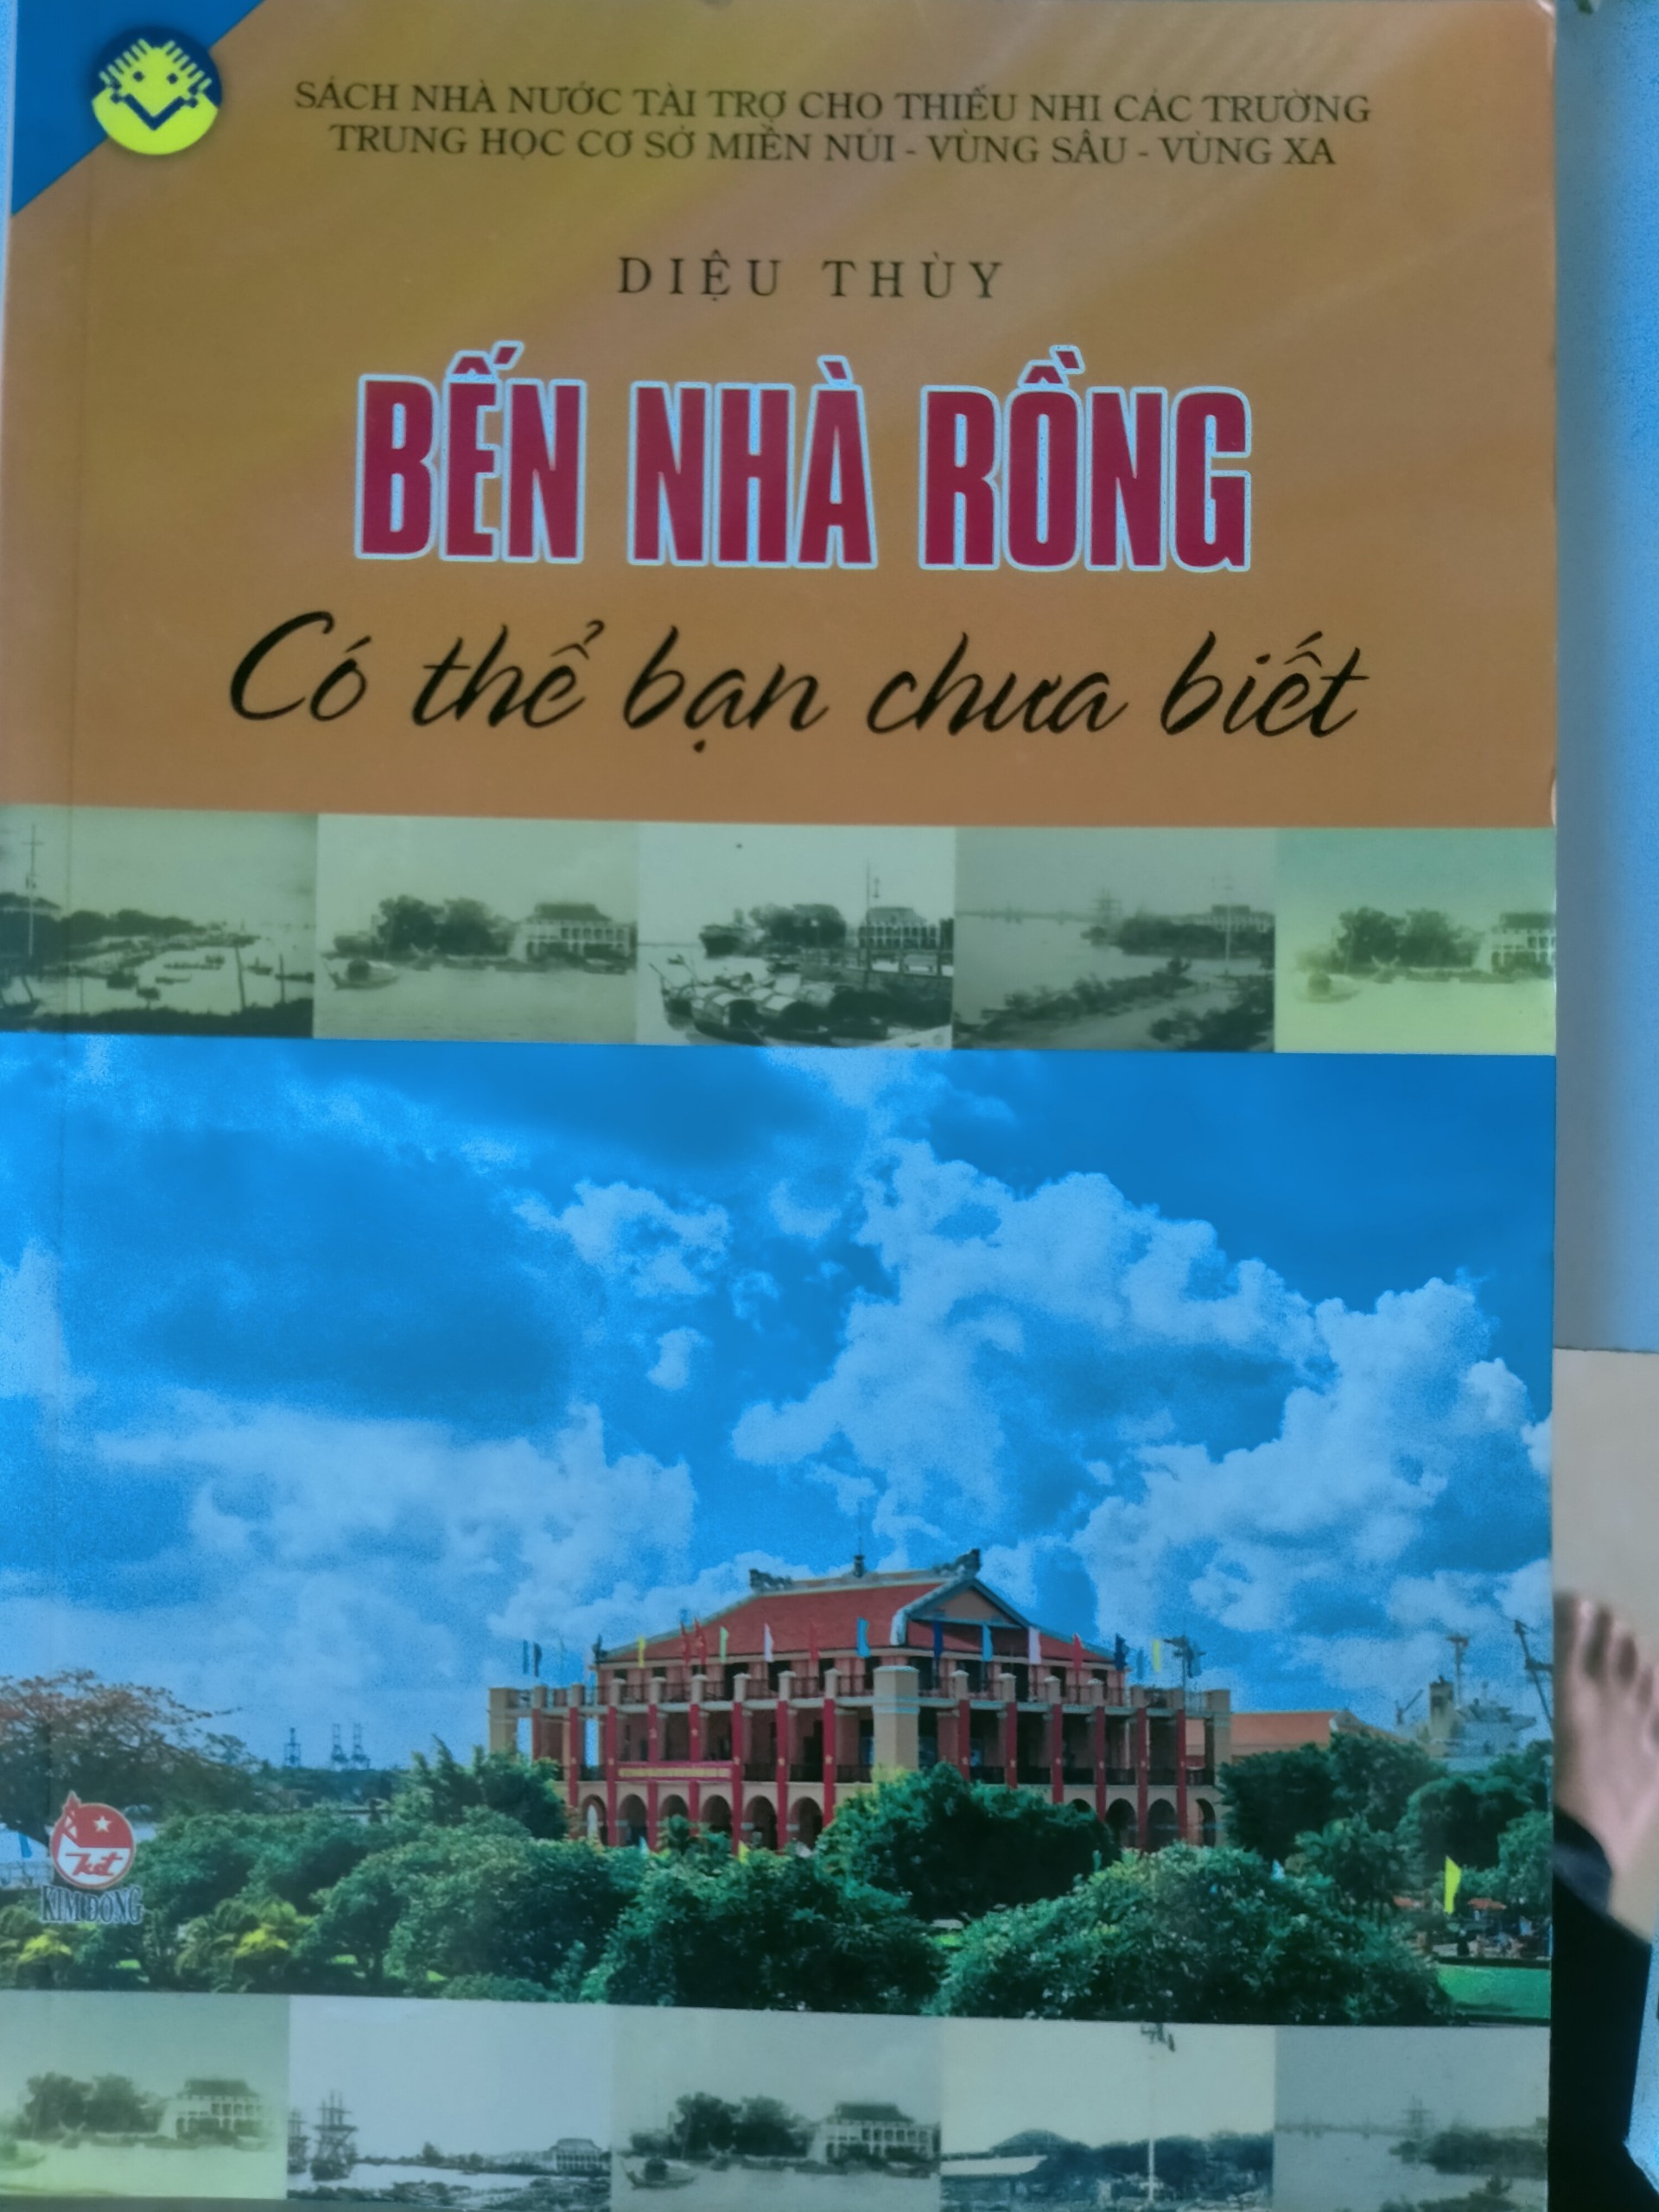 SÁCH NHÀ NƯỚC TÀI TRỢ CHO THIẾU NHI CÁC TRƯỜNG
TRUNG HỌC CƠ SỞ MIỀN NÚI - VÙNG SÂU - VÙNG XA
DIỆU THÙY
BẾN NHÀ RỒNG
Có thể bạn chưa biết
KIM ĐỒNG